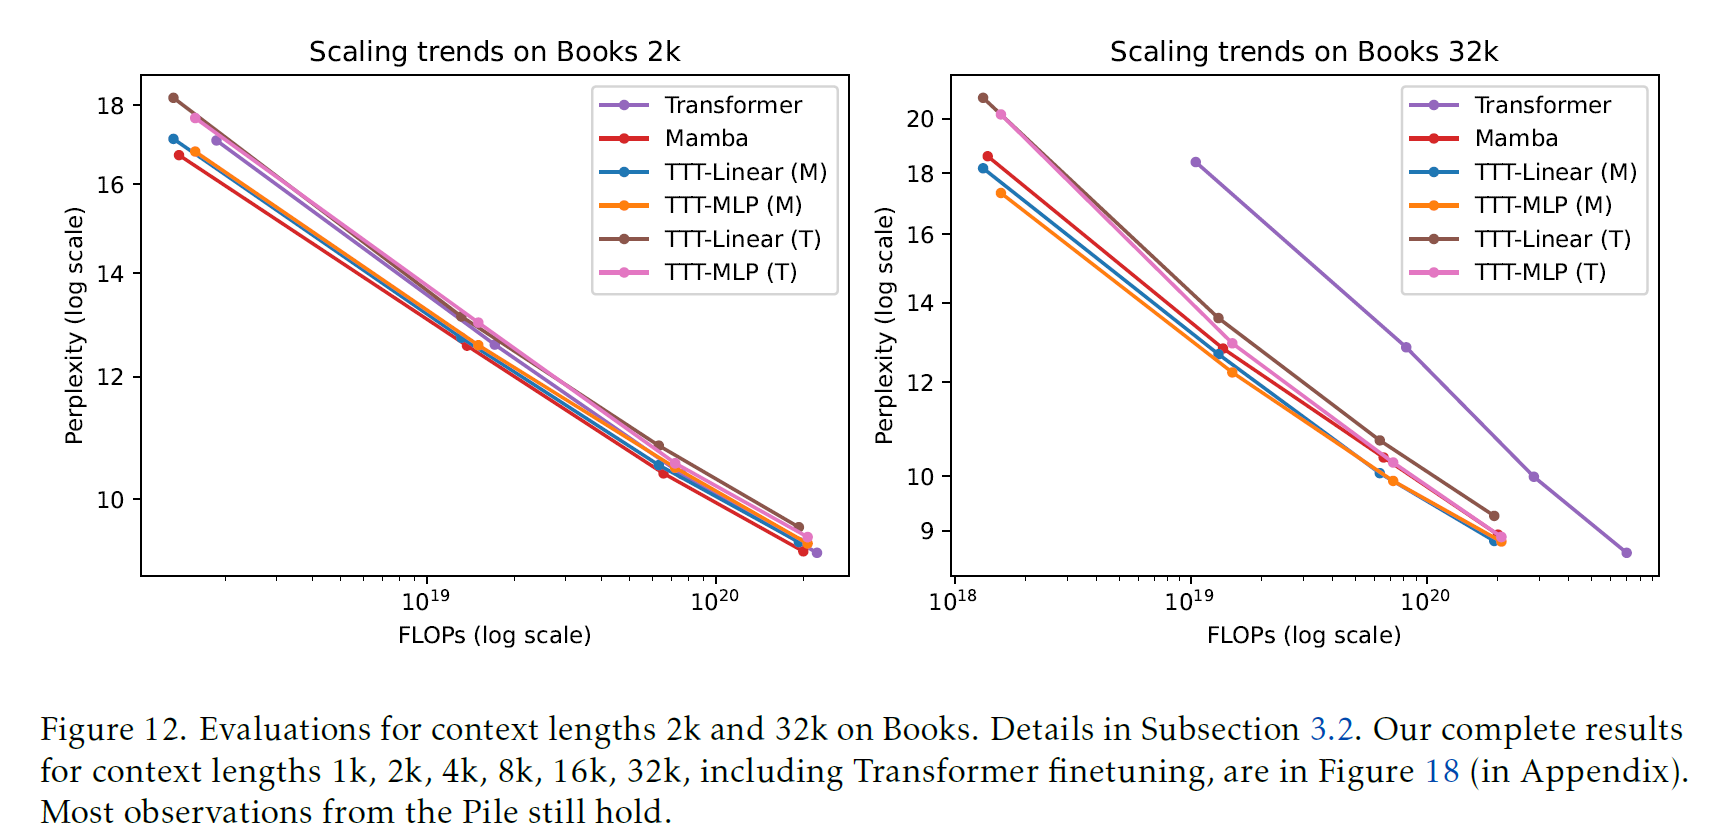 Scaling trends on Books 2k
18
16
14
12
10
Perplexity (log scale)
Transformer
Mamba
TTT-Linear (M)
TTT-MLP (M)
TTT-Linear (T)
TTT-MLP (T)
10^19
10^20
FLOPs (log scale)
Scaling trends on Books 32k
20
18
16
14
12
10
9
Perplexity (log scale)
Transformer
Mamba
TTT-Linear (M)
TTT-MLP (M)
TTT-Linear (T)
TTT-MLP (T)
10^18
10^19
10^20
FLOPs (log scale)
Figure 12. Evaluations for context lengths 2k and 32k on Books. Details in Subsection 3.2. Our complete results
for context lengths 1k, 2k, 4k, 8k, 16k, 32k, including Transformer finetuning, are in Figure 18 (in Appendix).
Most observations from the Pile still hold.